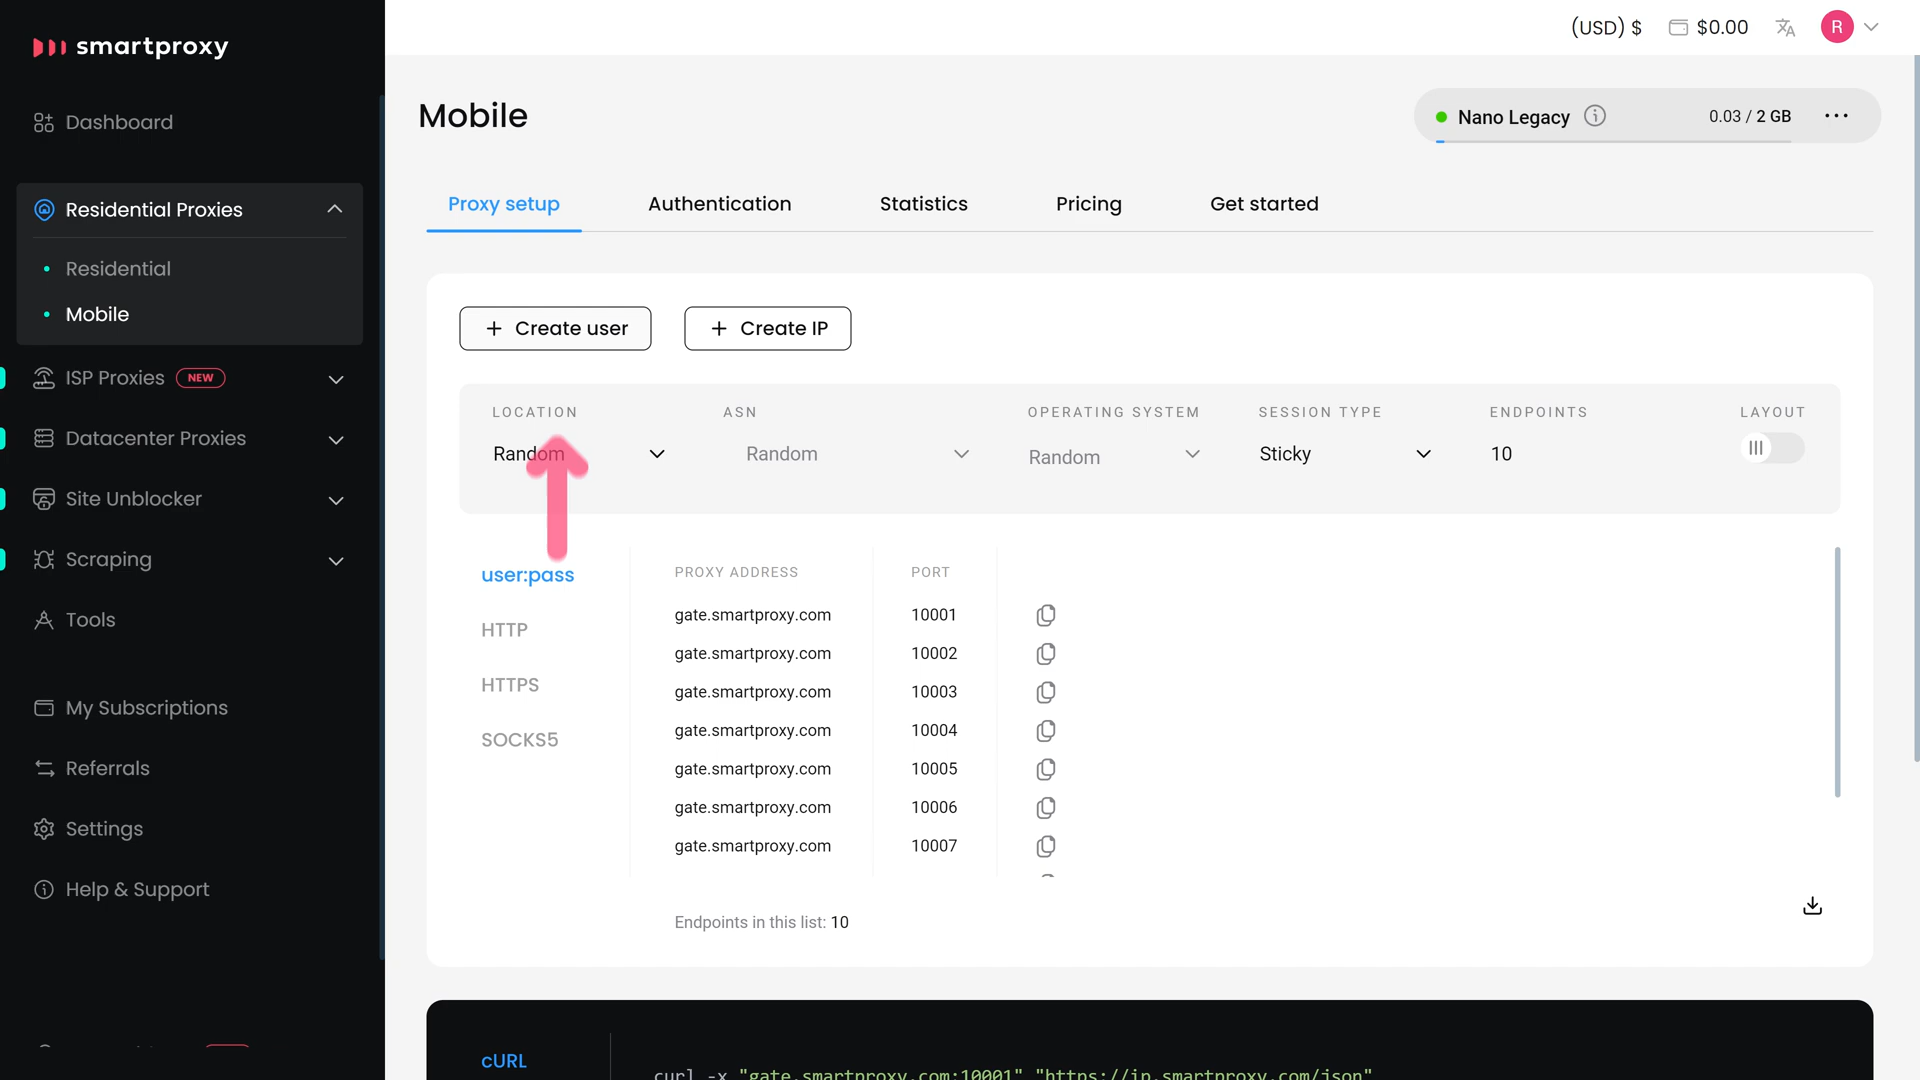 smartproxy
(USD) $
$0.00
R
Dashboard
Residential Proxies
Residential
Mobile
ISP Proxies NEW
Datacenter Proxies
Site Unblocker
Scraping
Tools
My Subscriptions
Referrals
Settings
Help & Support
Mobile
Nano Legacy
0.03 / 2 GB
Proxy setup
Authentication
Statistics
Pricing
Get started
+ Create user
+ Create IP
LOCATION
Random
ASN
Random
OPERATING SYSTEM
Random
SESSION TYPE
Sticky
ENDPOINTS
10
LAYOUT
user:pass
HTTP
HTTPS
SOCKS5
PROXY ADDRESS PORT
gate.smartproxy.com 10001
gate.smartproxy.com 10002
gate.smartproxy.com 10003
gate.smartproxy.com 10004
gate.smartproxy.com 10005
gate.smartproxy.com 10006
gate.smartproxy.com 10007
Endpoints in this list: 10
cURL
curl -x "gate.smartproxy.com:10001" "https://ip.smartproxy.com/json"